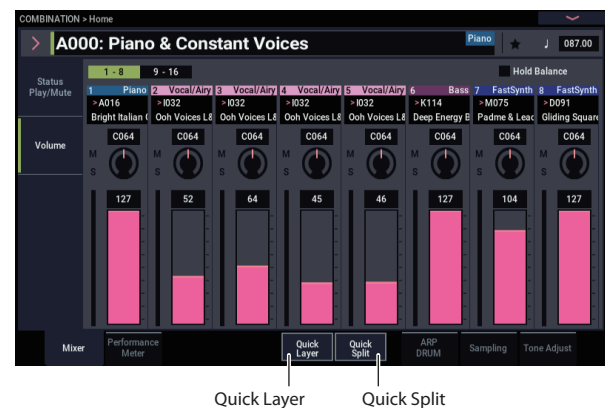 COMBINATION > Home
A000: Piano & Constant Voices
Piano
♩ 087.00
Status Play/Mute
Volume
1 - 8
9 - 16
Hold Balance
1 Piano 2 Vocal/Airy 3 Vocal/Airy 4 Vocal/Airy 5 Vocal/Airy 6 Bass 7 FastSynth 8 FastSynth
>A016 >I032 >I032 >I032 >I032 >K114 >M075 >D091
Bright Italian Ooh Voices L& Ooh Voices L& Ooh Voices L& Ooh Voices L& Deep Energy B Padme & Lead Gliding Square
C064 C064 C064 C064 C064 C064 C064 C064
M M M M M M M M
S S S S S S S S
127 52 64 45 46 127 104 127
Mixer
Performance Meter
Quick Layer
Quick Split
ARP DRUM
Sampling
Tone Adjust
Quick Layer
Quick Split